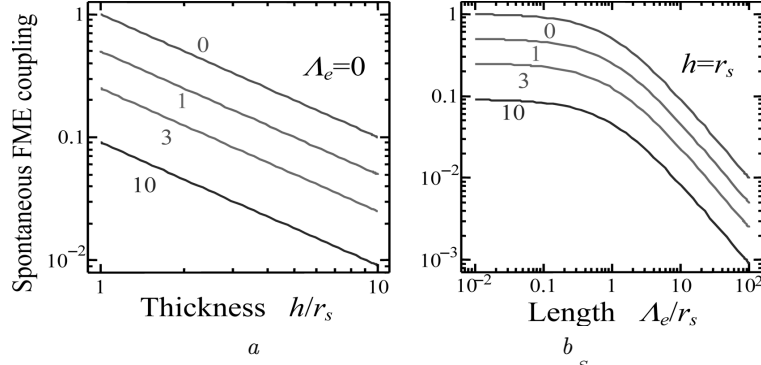 Spontaneous FME coupling
1
0.1
10⁻²
0
1
3
10
Λₑ=0
1
10
Thickness h/rₛ
a
1
0.1
10⁻²
10⁻³
0
1
3
10
h=rₛ
10⁻²
0.1
1
10
10²
Length Λₑ/rₛ
b
S